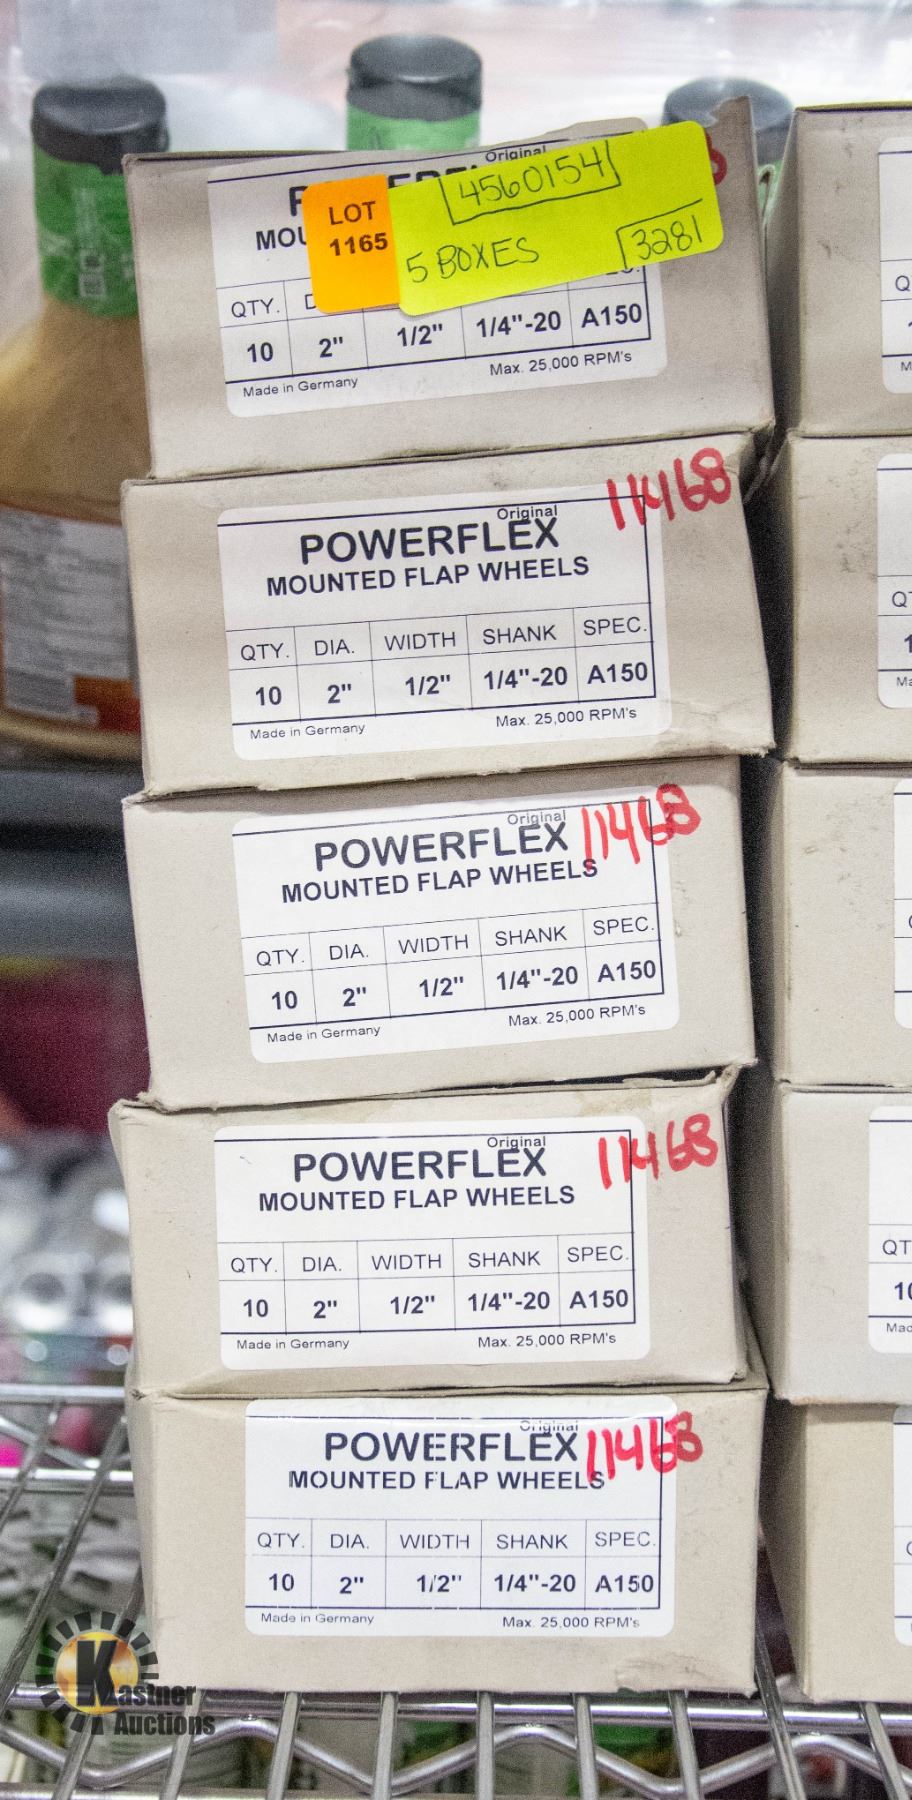 Original
LOT
1165
4560154
5 BOXES
3281
QTY.
10 2" 1/2" 1/4"-20 A150
Made in Germany Max. 25,000 RPM's
11468
Original
POWERFLEX
MOUNTED FLAP WHEELS
QTY. DIA. WIDTH SHANK SPEC.
10 2" 1/2" 1/4"-20 A150
Made in Germany Max. 25,000 RPM's
11468
Original
POWERFLEX
MOUNTED FLAP WHEELS
QTY. DIA. WIDTH SHANK SPEC.
10 2" 1/2" 1/4"-20 A150
Made in Germany Max. 25,000 RPM's
11468
Original
POWERFLEX
MOUNTED FLAP WHEELS
QTY. DIA. WIDTH SHANK SPEC.
10 2" 1/2" 1/4"-20 A150
Made in Germany Max. 25,000 RPM's
11468
Original
POWERFLEX
MOUNTED FLAP WHEELS
QTY. DIA. WIDTH SHANK SPEC.
10 2" 1/2" 1/4"-20 A150
Made in Germany Max. 25,000 RPM's
Kastner
Auctions